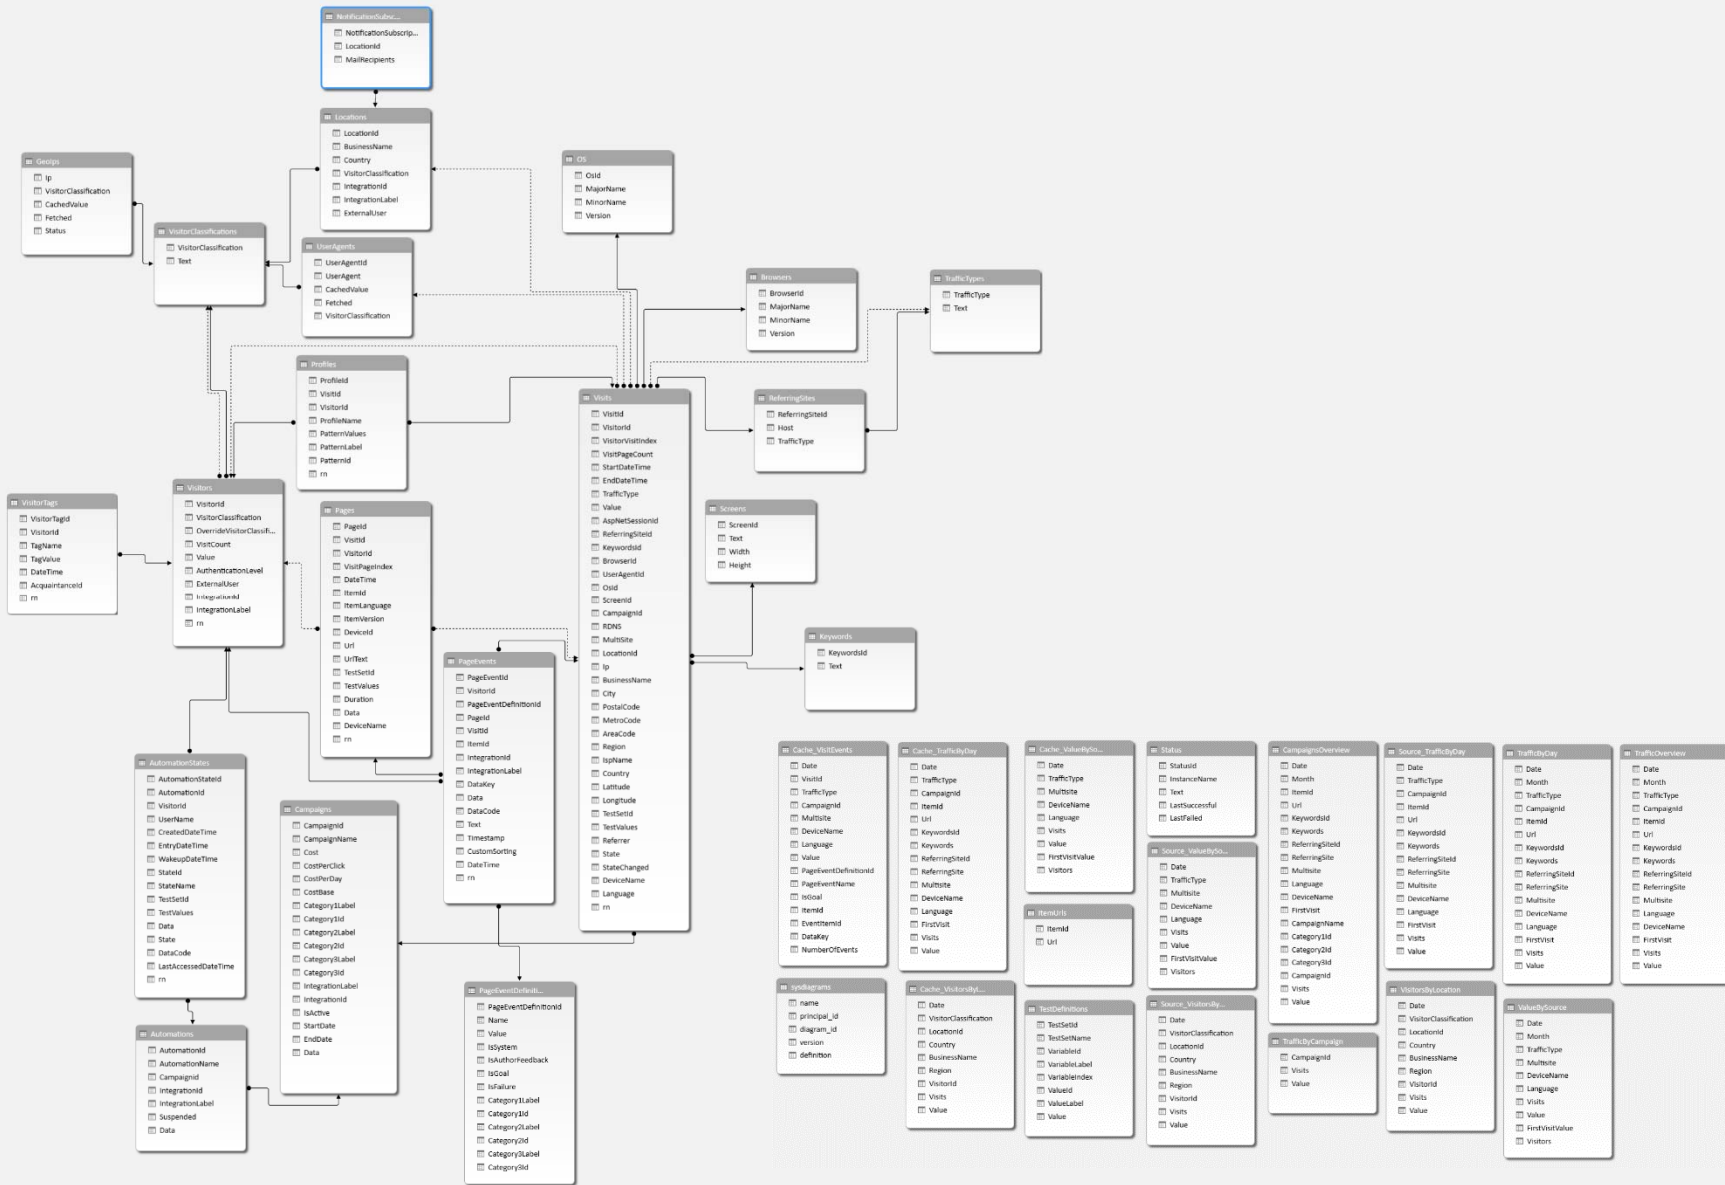 NotificationSubsc...
NotificationSubscrip...
LocationId
MailRecipients
Locations
LocationId
BusinessName
Country
VisitorClassification
IntegrationId
IntegrationLabel
ExternalUser
GeoIps
Ip
VisitorClassification
CachedValue
Fetched
Status
VisitorClassifications
VisitorClassification
Text
UserAgents
UserAgentId
UserAgent
CachedValue
Fetched
VisitorClassification
OS
OsId
MajorName
MinorName
Version
Browsers
BrowserId
MajorName
MinorName
Version
TrafficTypes
TrafficType
Text
Profiles
ProfileId
VisitId
VisitorId
ProfileName
PatternValues
PatternLabel
PatternId
rn
Visits
VisitId
VisitorId
VisitorVisitIndex
VisitPageCount
StartDateTime
EndDateTime
TrafficType
Value
AspNetSessionId
ReferringSiteId
KeywordsId
BrowserId
UserAgentId
OsId
ScreenId
CampaignId
RDNS
MultiSite
LocationId
Ip
BusinessName
City
PostalCode
MetroCode
AreaCode
Region
IspName
Country
Latitude
Longitude
TestSetId
TestValues
Referrer
State
StateChanged
DeviceName
Language
rn
ReferringSites
ReferringSiteId
Host
TrafficType
VisitorTags
VisitorTagId
VisitorId
TagName
TagValue
DateTime
AcquaintanceId
rn
Visitors
VisitorId
VisitorClassification
OverrideVisitorClassifi...
VisitCount
Value
AuthenticationLevel
ExternalUser
IntegrationId
IntegrationLabel
rn
Pages
PageId
VisitId
VisitorId
VisitPageIndex
DateTime
ItemId
ItemLanguage
ItemVersion
DeviceId
Url
UrlText
TestSetId
TestValues
Duration
Data
DeviceName
rn
Screens
ScreenId
Text
Width
Height
Keywords
KeywordsId
Text
PageEvents
PageEventId
VisitorId
PageEventDefinitionId
PageId
VisitId
ItemId
IntegrationId
IntegrationLabel
DataKey
Data
DataCode
Text
Timestamp
CustomSorting
DateTime
rn
AutomationStates
AutomationStateId
AutomationId
VisitorId
UserName
CreatedDateTime
EntryDateTime
WakeupDateTime
StateId
StateName
TestSetId
TestValues
Data
State
DataCode
LastAccessedDateTime
rn
Campaigns
CampaignId
CampaignName
Cost
CostPerClick
CostPerDay
CostBase
Category1Label
Category1Id
Category2Label
Category2Id
Category3Label
Category3Id
IntegrationLabel
IntegrationId
IsActive
StartDate
EndDate
Data
Automations
AutomationId
AutomationName
CampaignId
IntegrationId
IntegrationLabel
Suspended
Data
PageEventDefiniti...
PageEventDefinitionId
Name
Value
IsSystem
IsAuthorFeedback
IsGoal
IsFailure
Category1Label
Category1Id
Category2Label
Category2Id
Category3Label
Category3Id
Cache_VisitEvents
Date
VisitId
TrafficType
CampaignId
Multisite
DeviceName
Language
Value
PageEventDefinitionId
PageEventName
IsGoal
ItemId
EventItemId
DataKey
NumberOfEvents
Cache_TrafficByDay
Date
TrafficType
CampaignId
ItemId
Url
KeywordsId
Keywords
ReferringSiteId
ReferringSite
Multisite
DeviceName
Language
FirstVisit
Visits
Value
Cache_ValueBySo...
Date
TrafficType
Multisite
DeviceName
Language
Visits
Value
FirstVisitValue
Visitors
Status
StatusId
InstanceName
Text
LastSuccessful
LastFailed
CampaignsOverview
Date
Month
ItemId
Url
KeywordsId
Keywords
ReferringSiteId
ReferringSite
Multisite
Language
DeviceName
FirstVisit
CampaignName
Category1Id
Category2Id
Category3Id
CampaignId
Visits
Value
Source_TrafficByDay
Date
TrafficType
CampaignId
ItemId
Url
KeywordsId
Keywords
ReferringSiteId
ReferringSite
Multisite
DeviceName
Language
FirstVisit
Visits
Value
TrafficByDay
Date
Month
TrafficType
CampaignId
ItemId
Url
KeywordsId
Keywords
ReferringSiteId
ReferringSite
Multisite
DeviceName
Language
FirstVisit
Visits
Value
TrafficOverview
Date
Month
TrafficType
CampaignId
ItemId
Url
KeywordsId
Keywords
ReferringSiteId
ReferringSite
Multisite
Language
DeviceName
FirstVisit
Visits
Value
Source_ValueBySo...
Date
TrafficType
Multisite
DeviceName
Language
Visits
Value
FirstVisitValue
Visitors
ItemUrls
ItemId
Url
sysdiagrams
name
principal_id
diagram_id
version
definition
Cache_VisitorsByL...
Date
VisitorClassification
LocationId
Country
BusinessName
Region
VisitorId
Visits
Value
TestDefinitions
TestSetId
TestSetName
VariableId
VariableLabel
VariableIndex
ValueId
ValueLabel
Value
Source_VisitorsBy...
Date
VisitorClassification
LocationId
Country
BusinessName
Region
VisitorId
Visits
Value
TrafficByCampaign
CampaignId
Visits
Value
VisitorsByLocation
Date
VisitorClassification
LocationId
Country
BusinessName
Region
VisitorId
Visits
Value
ValueBySource
Date
Month
TrafficType
Multisite
DeviceName
Language
Visits
Value
FirstVisitValue
Visitors